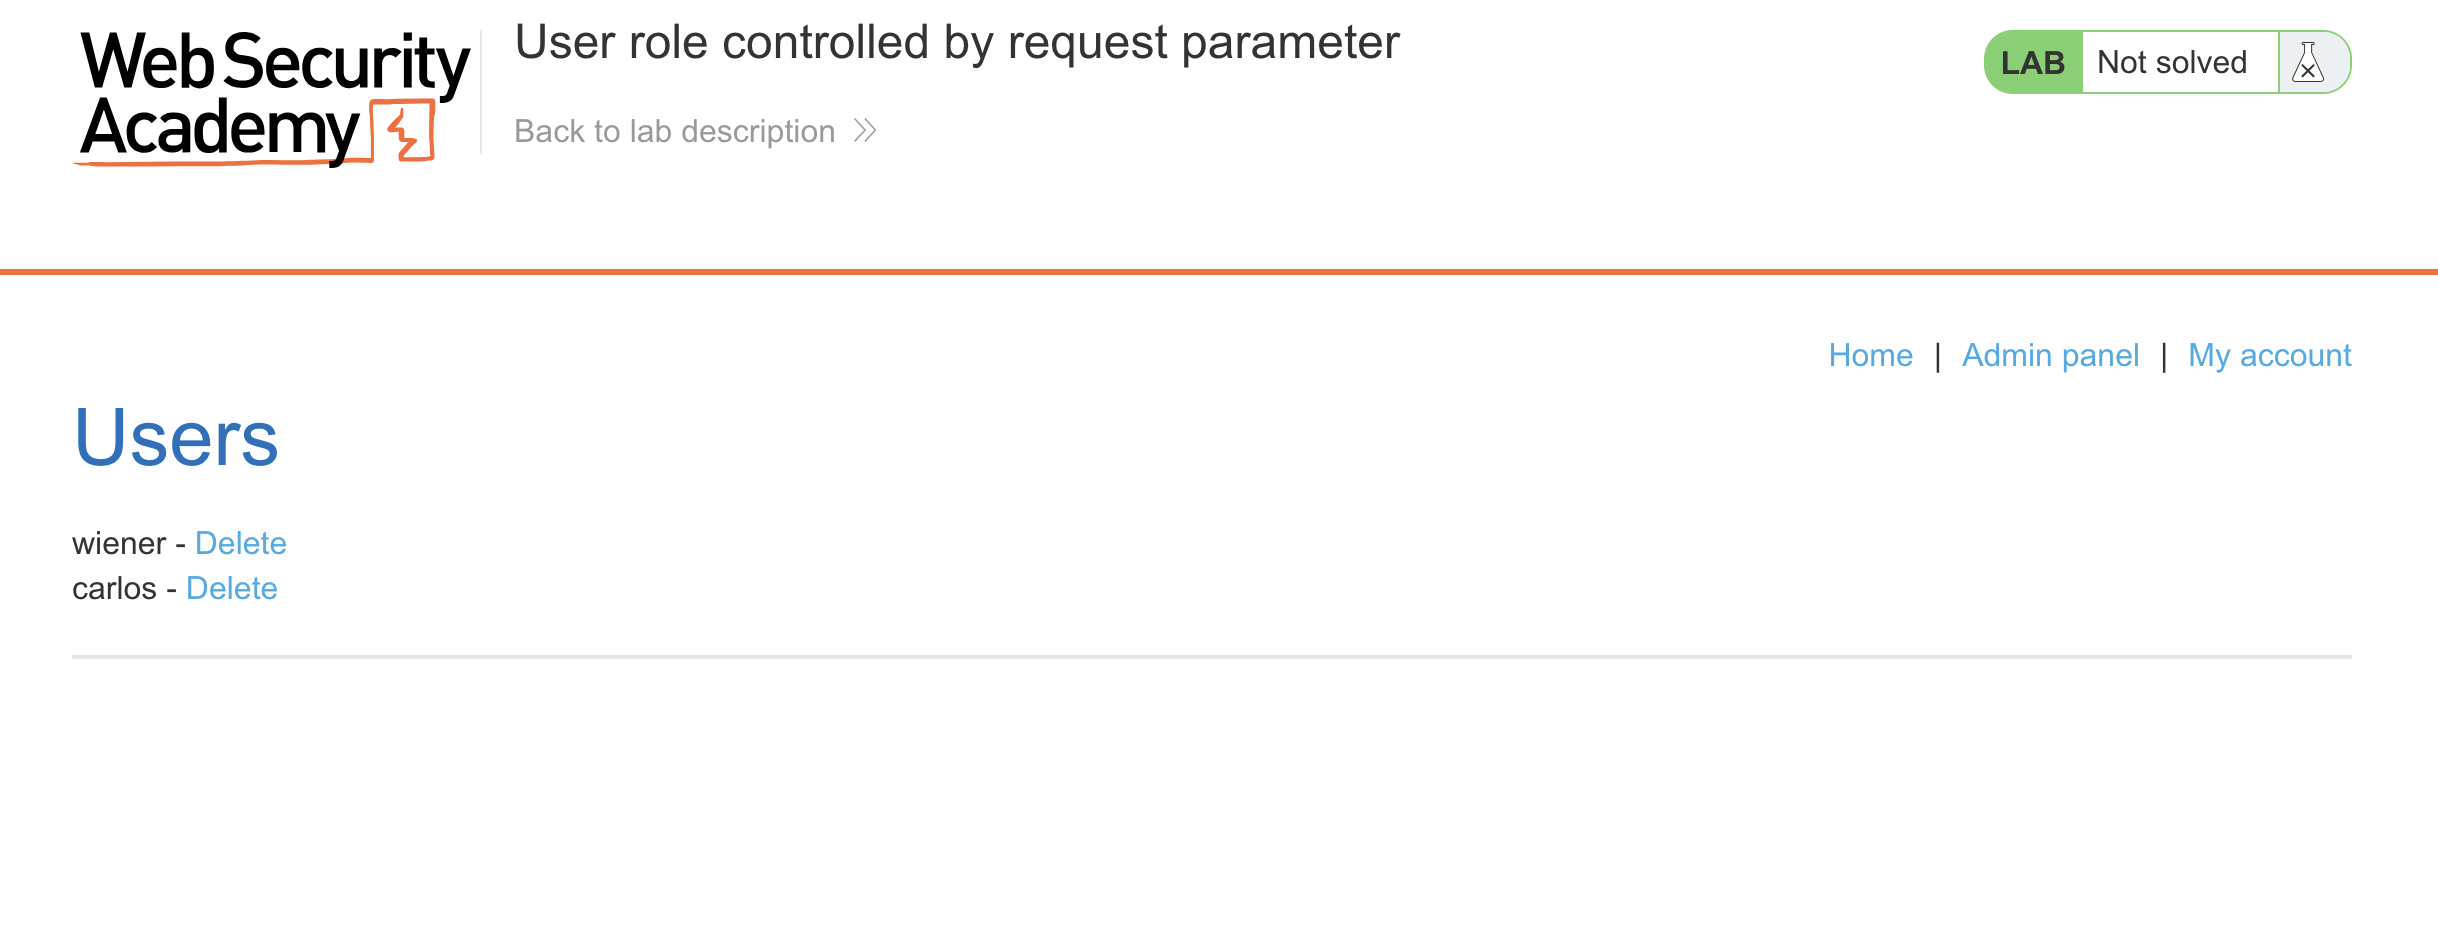 Web Security
Academy
User role controlled by request parameter
Back to lab description
LAB Not solved
Home | Admin panel | My account
Users
wiener - Delete
carlos - Delete